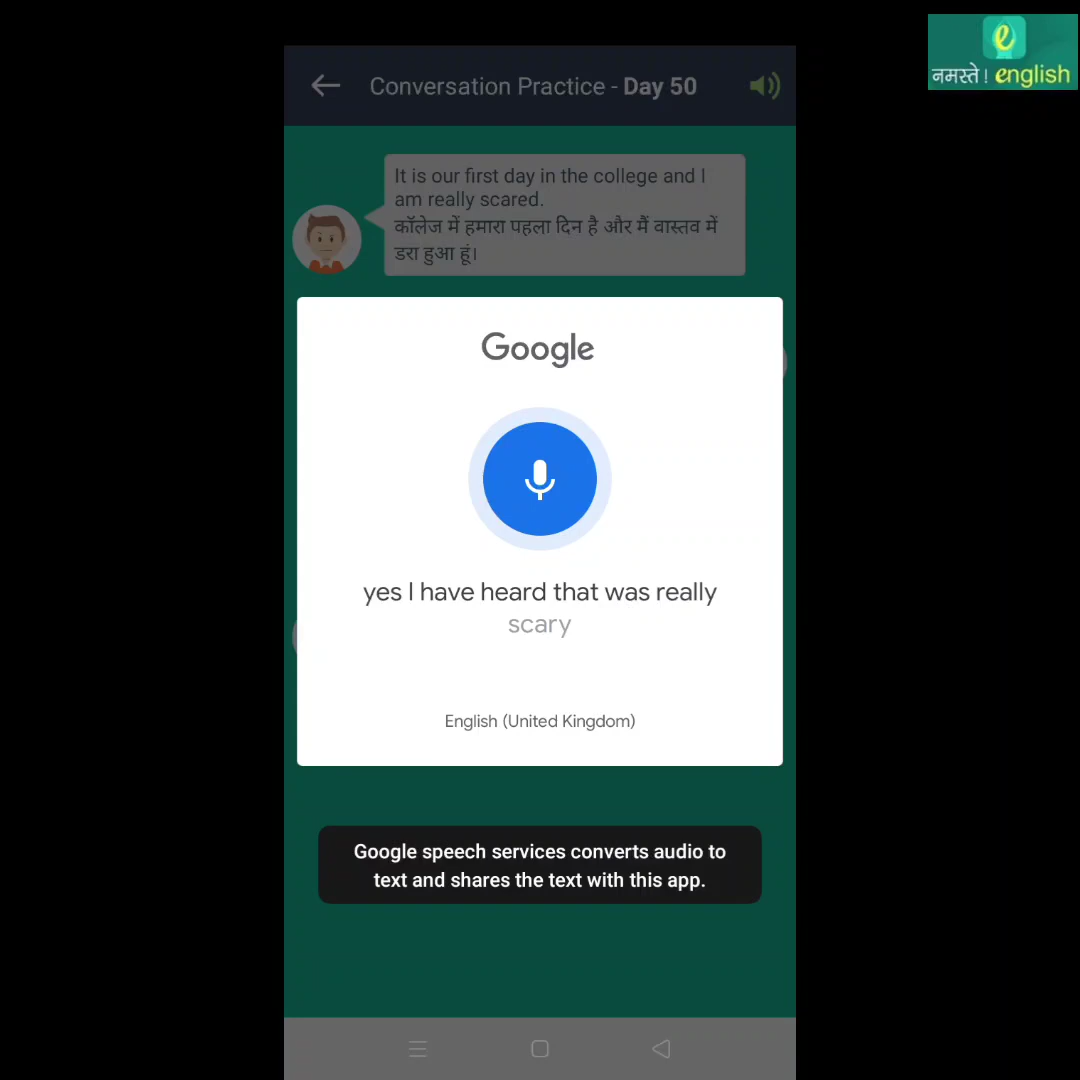 e
नमस्ते ! english
Conversation Practice - Day 50
It is our first day in the college and I
am really scared.
कॉलेज में हमारा पहला दिन है और मैं वास्तव में
डरा हुआ हूं।
Google
yes I have heard that was really
scary
English (United Kingdom)
Google speech services converts audio to
text and shares the text with this app.